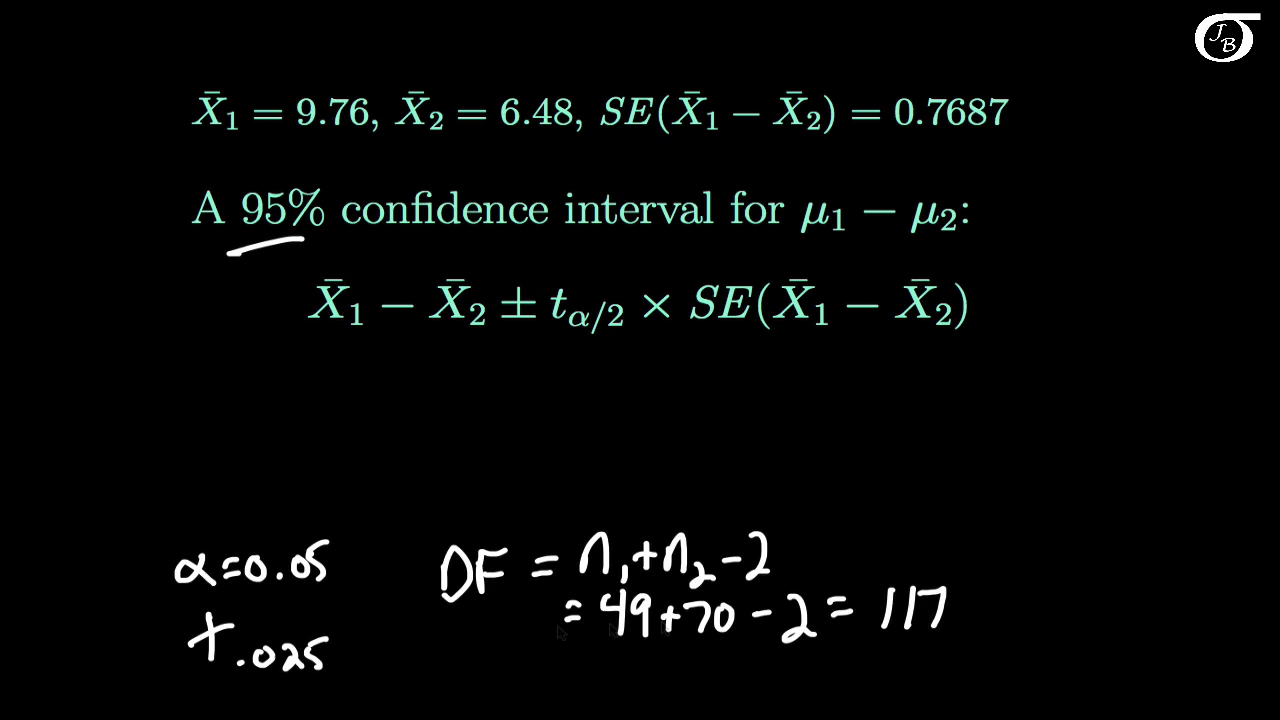 JB
X̄₁ = 9.76, X̄₂ = 6.48, SE(X̄₁ − X̄₂) = 0.7687
A 95% confidence interval for μ₁ − μ₂:
X̄₁ − X̄₂ ± t_α/2 × SE(X̄₁ − X̄₂)
α=0.05
t.025
DF = n₁+n₂-2
= 49+70-2 = 117